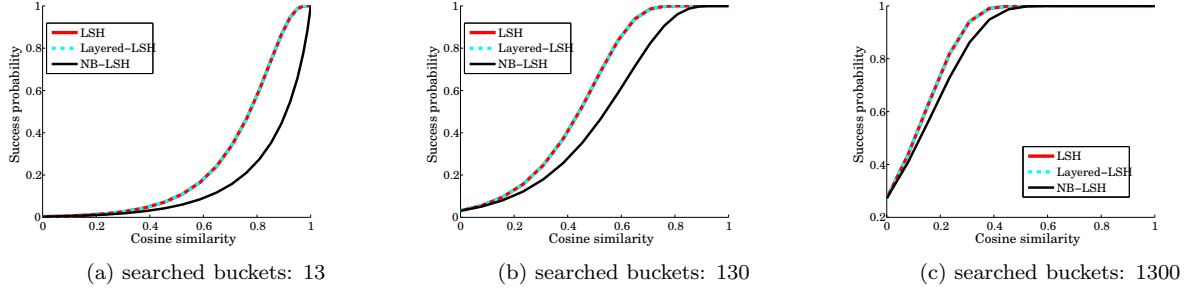 Success probability
1
0.8
0.6
0.4
0.2
0
LSH
Layered−LSH
NB−LSH
0 0.2 0.4 0.6 0.8 1
Cosine similarity
(a) searched buckets: 13
Success probability
1
0.8
0.6
0.4
0.2
0
LSH
Layered−LSH
NB−LSH
0 0.2 0.4 0.6 0.8 1
Cosine similarity
(b) searched buckets: 130
Success probability
1
0.8
0.6
0.4
0.2
LSH
Layered−LSH
NB−LSH
0 0.2 0.4 0.6 0.8 1
Cosine similarity
(c) searched buckets: 1300